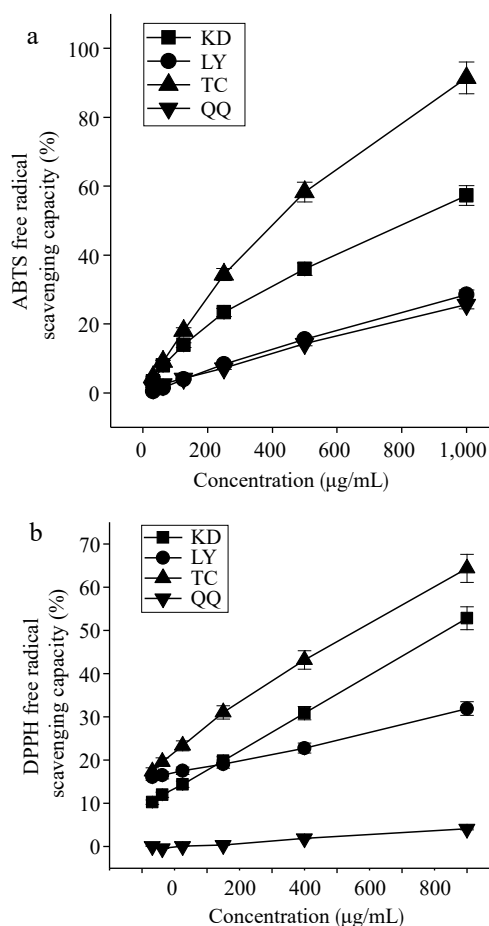 a
KD
LY
TC
QQ
100
80
60
40
20
0
ABTS free radical
scavenging capacity (%)
0 200 400 600 800 1,000
Concentration (µg/mL)
b
KD
LY
TC
QQ
70
60
50
40
30
20
10
0
DPPH free radical
scavenging capacity (%)
0 200 400 600 800
Concentration (µg/mL)